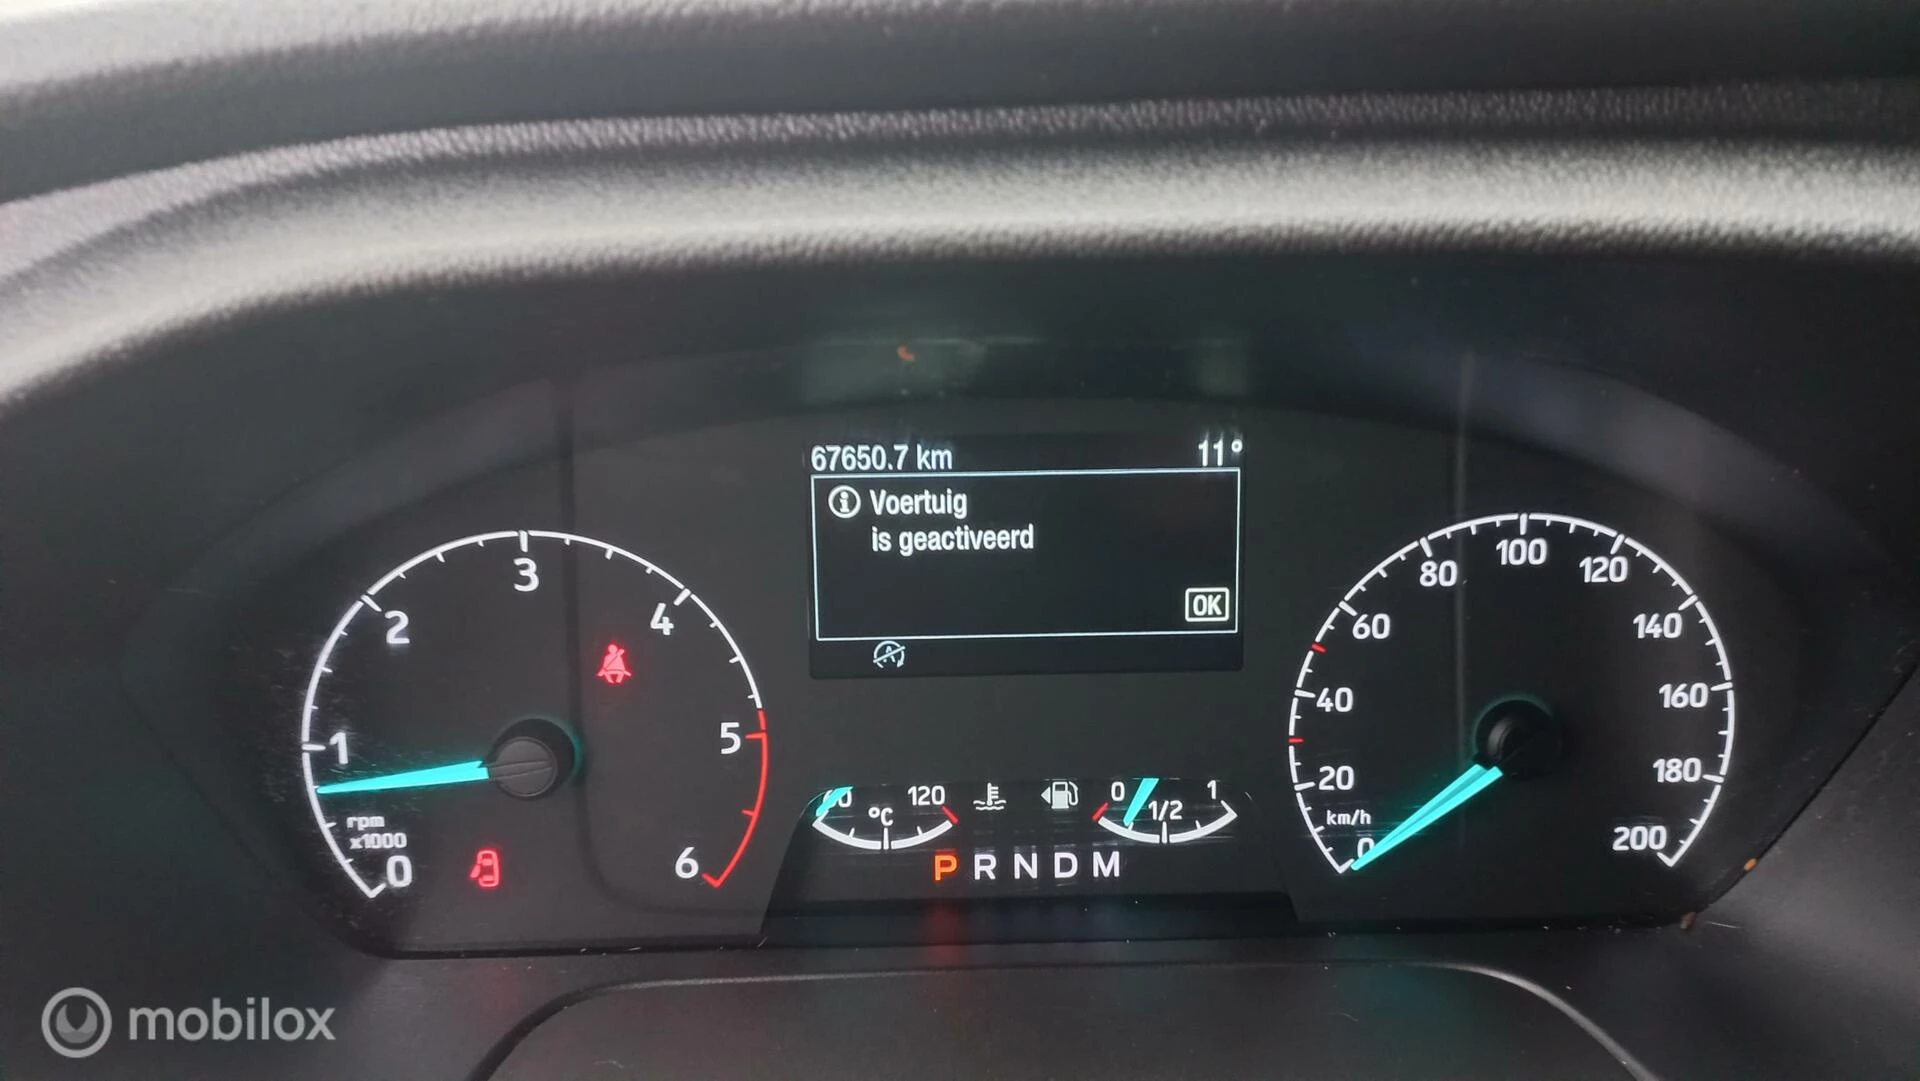 67650.7 km 11°
Voertuig
is geactiveerd
OK
0 1 2 3 4 5 6
rpm
x1000
0 20 40 60 80 100 120 140 160 180 200
km/h
120
°C
0 1/2 1
P R N D M
mobilox